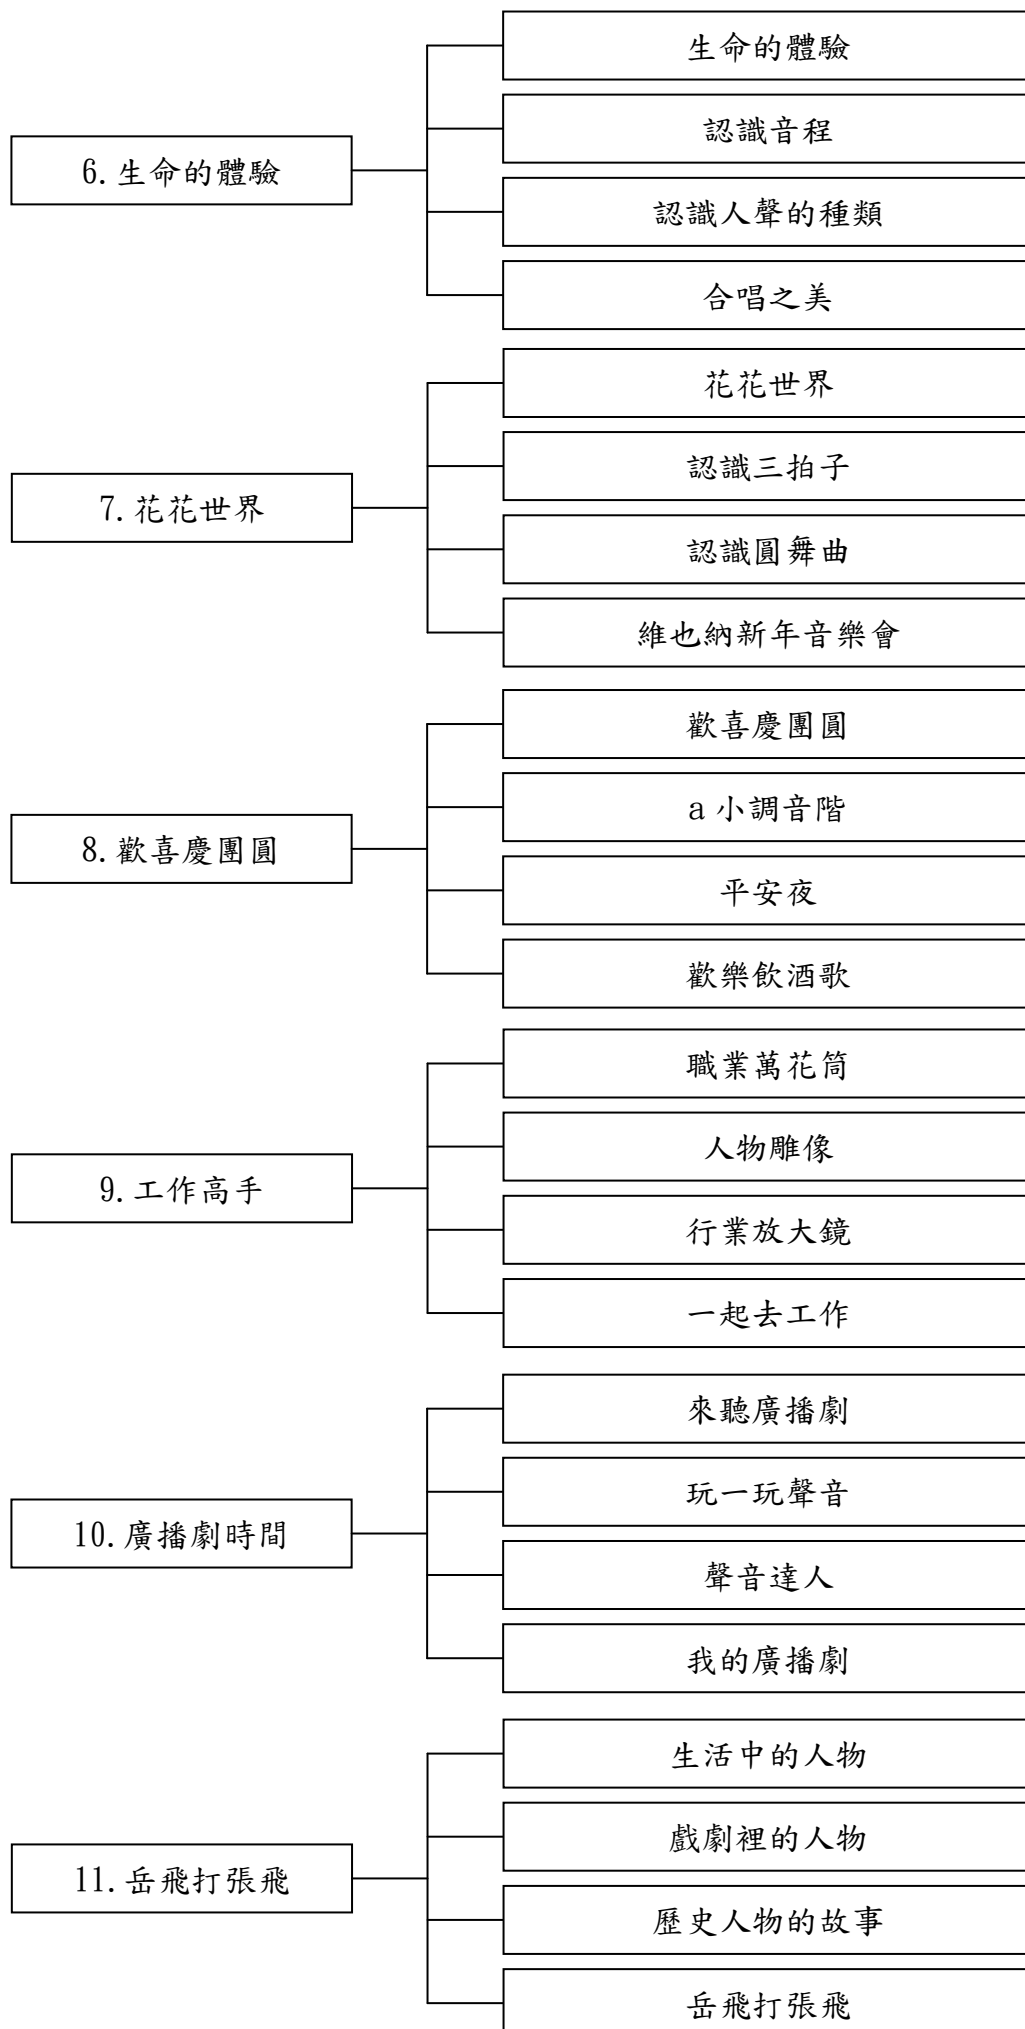 6.生命的體驗
生命的體驗
認識音程
認識人聲的種類
合唱之美
7.花花世界
花花世界
認識三拍子
認識圓舞曲
維也納新年音樂會
8.歡喜慶團圓
歡喜慶團圓
a 小調音階
平安夜
歡樂飲酒歌
9.工作高手
職業萬花筒
人物雕像
行業放大鏡
一起去工作
10.廣播劇時間
來聽廣播劇
玩一玩聲音
聲音達人
我的廣播劇
11.岳飛打張飛
生活中的人物
戲劇裡的人物
歷史人物的故事
岳飛打張飛